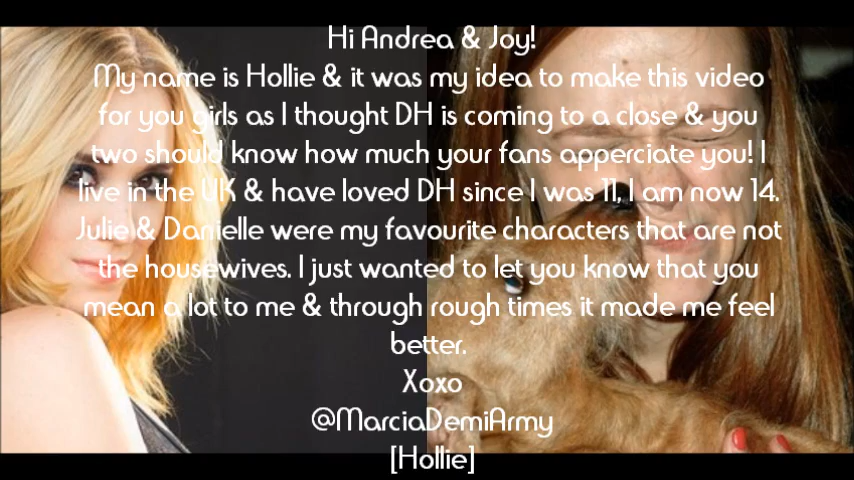 Hi Andrea & Joy!
My name is Hollie & it was my idea to make this video
for you girls as I thought DH is coming to a close & you
two should know how much your fans apperciate you! I
live in the UK & have loved DH since I was 11, I am now 14.
Julie & Danielle were my favourite characters that are not
the housewives. I just wanted to let you know that you
mean a lot to me & through rough times it made me feel
better.
Xoxo
@MarciaDemiArmy
[Hollie]